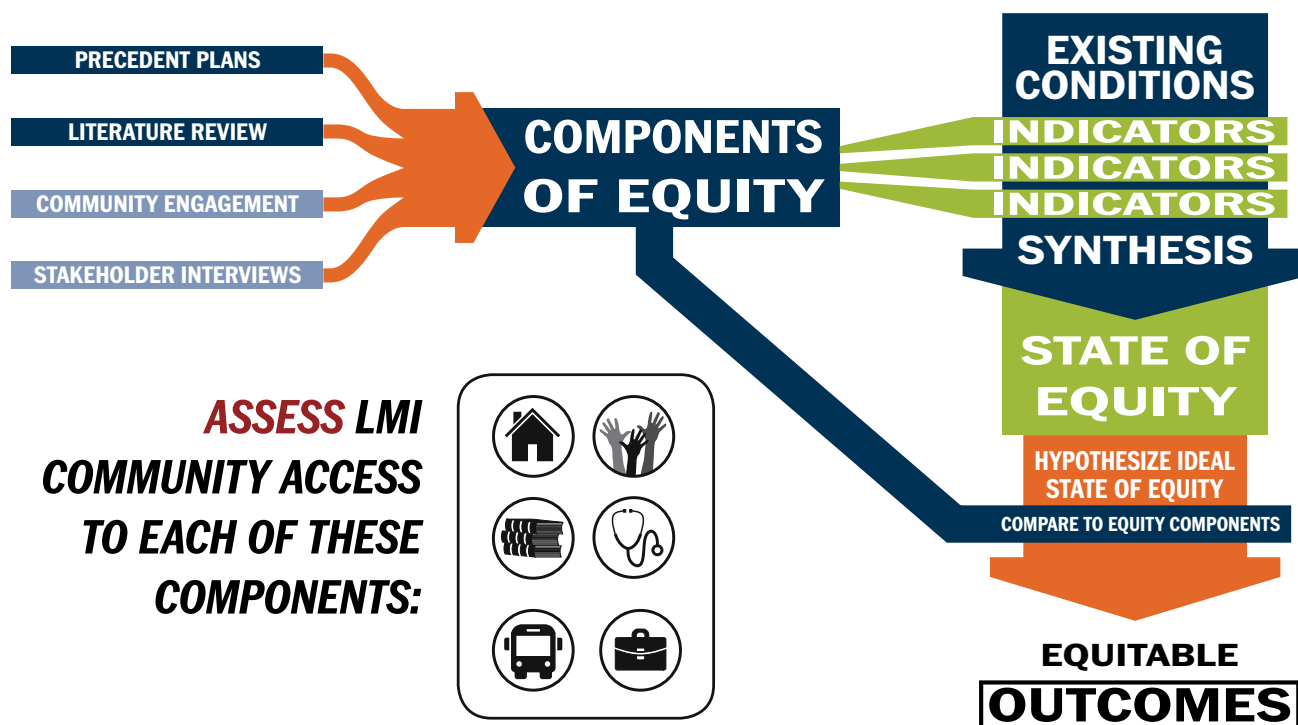 PRECEDENT PLANS
LITERATURE REVIEW
COMMUNITY ENGAGEMENT
STAKEHOLDER INTERVIEWS
COMPONENTS
OF EQUITY
EXISTING
CONDITIONS
INDICATORS
INDICATORS
INDICATORS
SYNTHESIS
STATE OF
EQUITY
HYPOTHESIZE IDEAL
STATE OF EQUITY
COMPARE TO EQUITY COMPONENTS
EQUITABLE
OUTCOMES
ASSESS LMI
COMMUNITY ACCESS
TO EACH OF THESE
COMPONENTS: